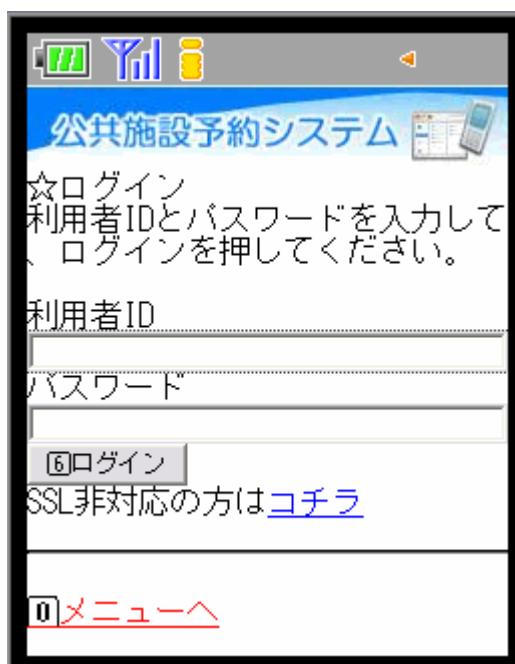 公共施設予約システム
☆ログイン
利用者IDとパスワードを入力して
、ログインを押してください。
利用者ID
パスワード
6ログイン
SSL非対応の方はコチラ
0メニューへ